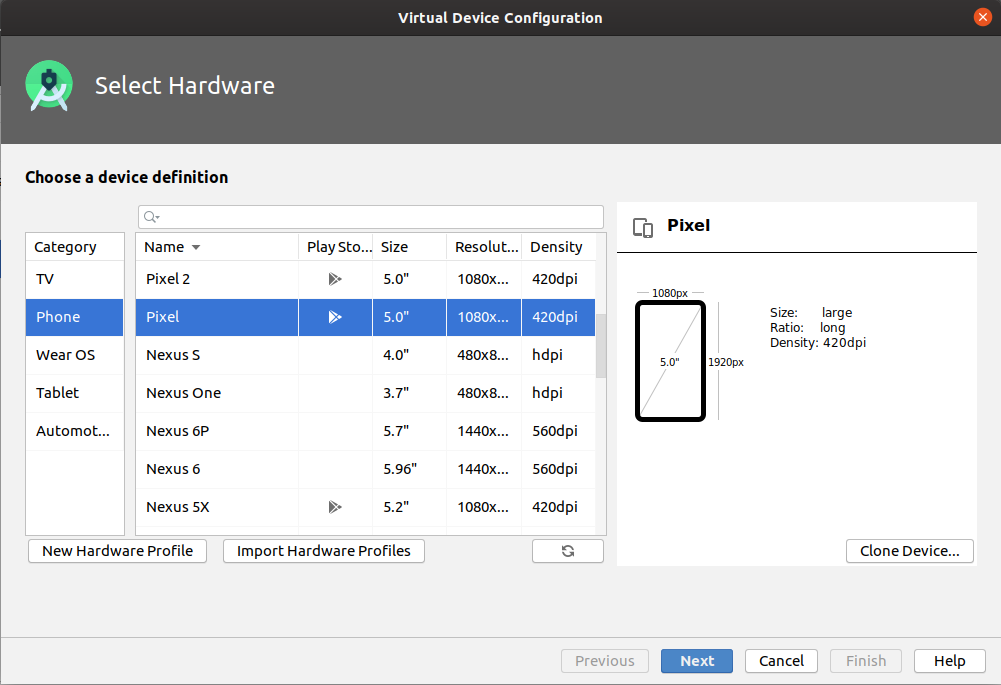 Virtual Device Configuration
Select Hardware
Choose a device definition
Category
TV
Phone
Wear OS
Tablet
Automot...
Name Play Sto... Size Resolut... Density
Pixel 2 5.0" 1080x... 420dpi
Pixel 5.0" 1080x... 420dpi
Nexus S 4.0" 480x8... hdpi
Nexus One 3.7" 480x8... hdpi
Nexus 6P 5.7" 1440x... 560dpi
Nexus 6 5.96" 1440x... 560dpi
Nexus 5X 5.2" 1080x... 420dpi
New Hardware Profile Import Hardware Profiles
Pixel
1080px
5.0" 1920px
Size: large
Ratio: long
Density: 420dpi
Clone Device...
Previous Next Cancel Finish Help